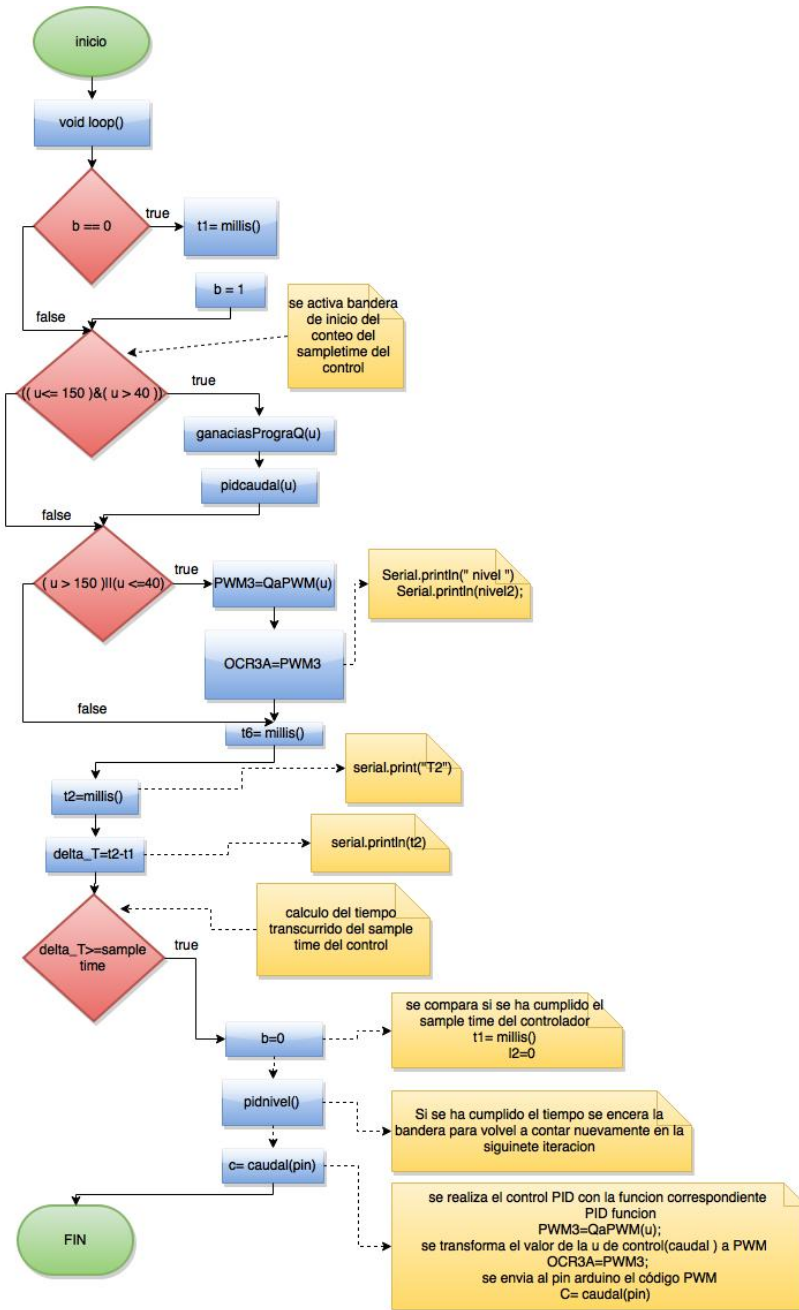 inicio
void loop()
b == 0
true
t1= millis()
b = 1
false
se activa bandera
de inicio del
conteo del
sampletime del
control
(( u<= 150 )&( u > 40 ))
true
ganaciasPrograQ(u)
pidcaudal(u)
false
( u > 150 )||(u <=40)
true
PWM3=QaPWM(u)
Serial.println(" nivel ")
Serial.println(nivel2);
OCR3A=PWM3
false
t6= millis()
serial.print("T2")
t2=millis()
serial.println(t2)
delta_T=t2-t1
calculo del tiempo
transcurrido del sample
time del control
delta_T>=sample
time
true
se compara si se ha cumplido el
sample time del controlador
t1= millis()
l2=0
b=0
pidnivel()
Si se ha cumplido el tiempo se encera la
bandera para volvel a contar nuevamente en la
siguinete iteracion
c= caudal(pin)
se realiza el control PID con la funcion correspondiente
PID funcion
PWM3=QaPWM(u);
se transforma el valor de la u de control(caudal ) a PWM
OCR3A=PWM3;
se envia al pin arduino el código PWM
C= caudal(pin)
FIN